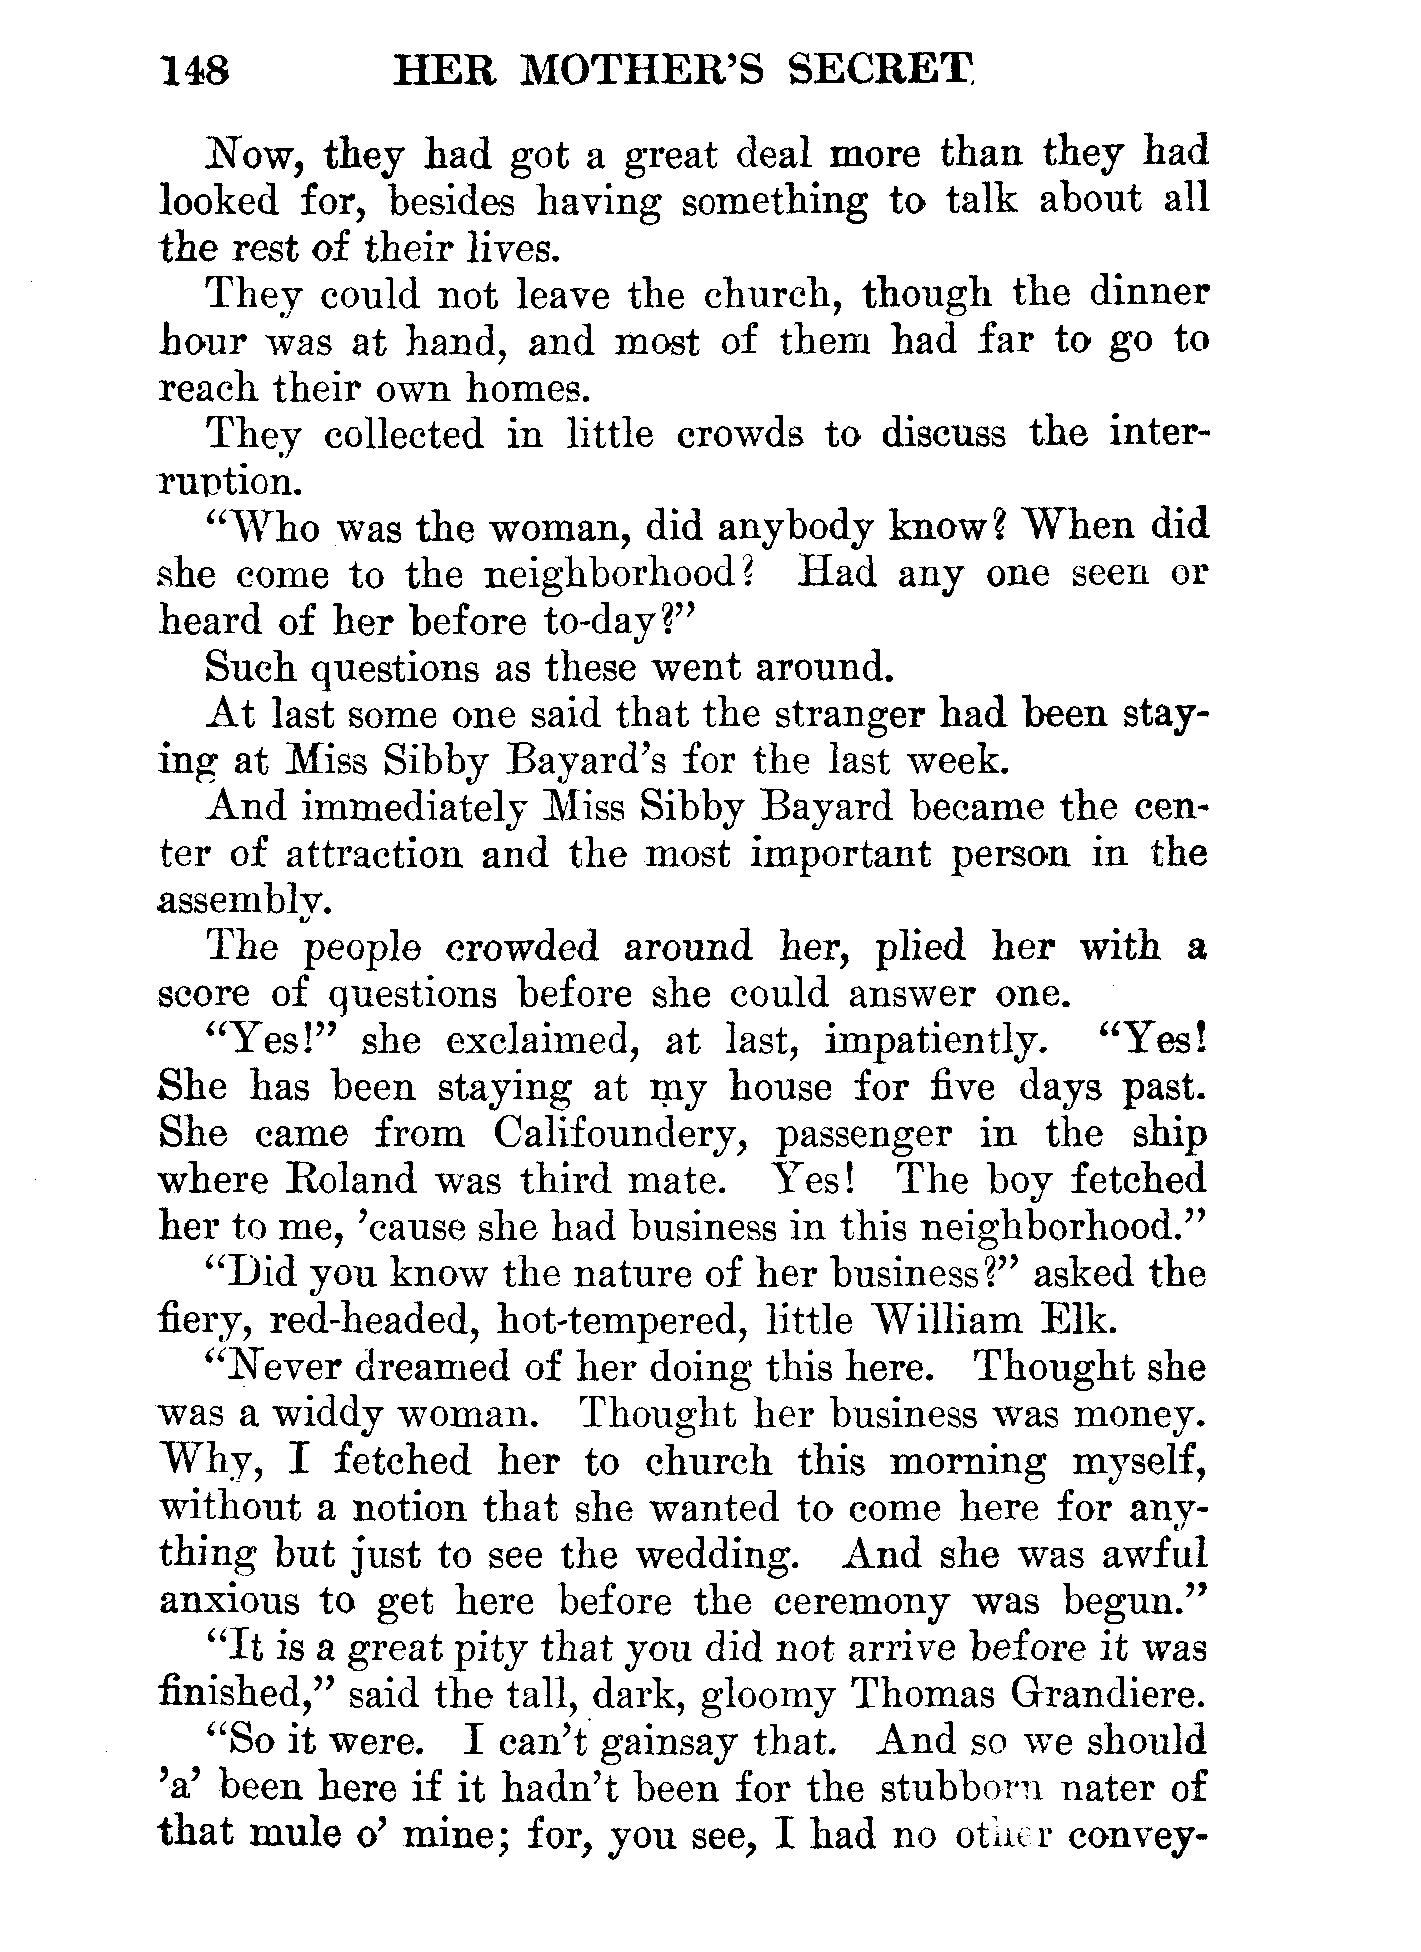 148 HER MOTHER'S SECRET.
Now, they had got a great deal more than they had
looked for, besides having something to talk about all
the rest of their lives.
They could not leave the church, though the dinner
hour was at hand, and most of them had far to go to
reach their own homes.
They collected in little crowds to discuss the inter-
ruption.
“Who was the woman, did anybody know? When did
she come to the neighborhood? Had any one seen or
heard of her before to-day?”
Such questions as these went around.
At last some one said that the stranger had been stay-
ing at Miss Sibby Bayard’s for the last week.
And immediately Miss Sibby Bayard became the cen-
ter of attraction and the most important person in the
assembly.
The people crowded around her, plied her with a
score of questions before she could answer one.
“Yes!” she exclaimed, at last, impatiently. “Yes!
She has been staying at my house for five days past.
She came from Califoundery, passenger in the ship
where Roland was third mate. Yes! The boy fetched
her to me, ’cause she had business in this neighborhood.”
“Did you know the nature of her business?” asked the
fiery, red-headed, hot-tempered, little William Elk.
“Never dreamed of her doing this here. Thought she
was a widdy woman. Thought her business was money.
Why, I fetched her to church this morning myself,
without a notion that she wanted to come here for any-
thing but just to see the wedding. And she was awful
anxious to get here before the ceremony was begun.”
“It is a great pity that you did not arrive before it was
finished,” said the tall, dark, gloomy Thomas Grandiere.
“So it were. I can’t gainsay that. And so we should
’a’ been here if it hadn’t been for the stubborn nater of
that mule o’ mine; for, you see, I had no other convey-